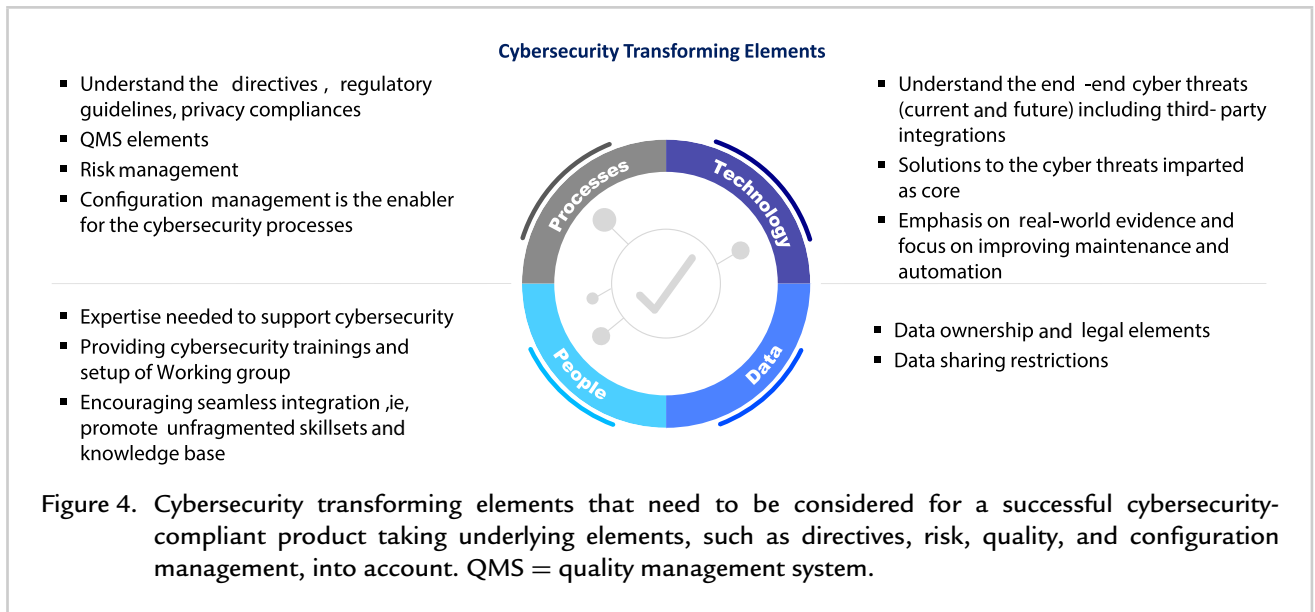 Cybersecurity Transforming Elements
▪ Understand the directives , regulatory
guidelines, privacy compliances
▪ QMS elements
▪ Risk management
▪ Configuration management is the enabler
for the cybersecurity processes
▪ Understand the end -end cyber threats
(current and future) including third- party
integrations
▪ Solutions to the cyber threats imparted
as core
▪ Emphasis on real-world evidence and
focus on improving maintenance and
automation
Processes
Technology
People
Data
▪ Expertise needed to support cybersecurity
▪ Providing cybersecurity trainings and
setup of Working group
▪ Encouraging seamless integration ,ie,
promote unfragmented skillsets and
knowledge base
▪ Data ownership and legal elements
▪ Data sharing restrictions
Figure 4. Cybersecurity transforming elements that need to be considered for a successful cybersecurity-
compliant product taking underlying elements, such as directives, risk, quality, and configuration
management, into account. QMS = quality management system.